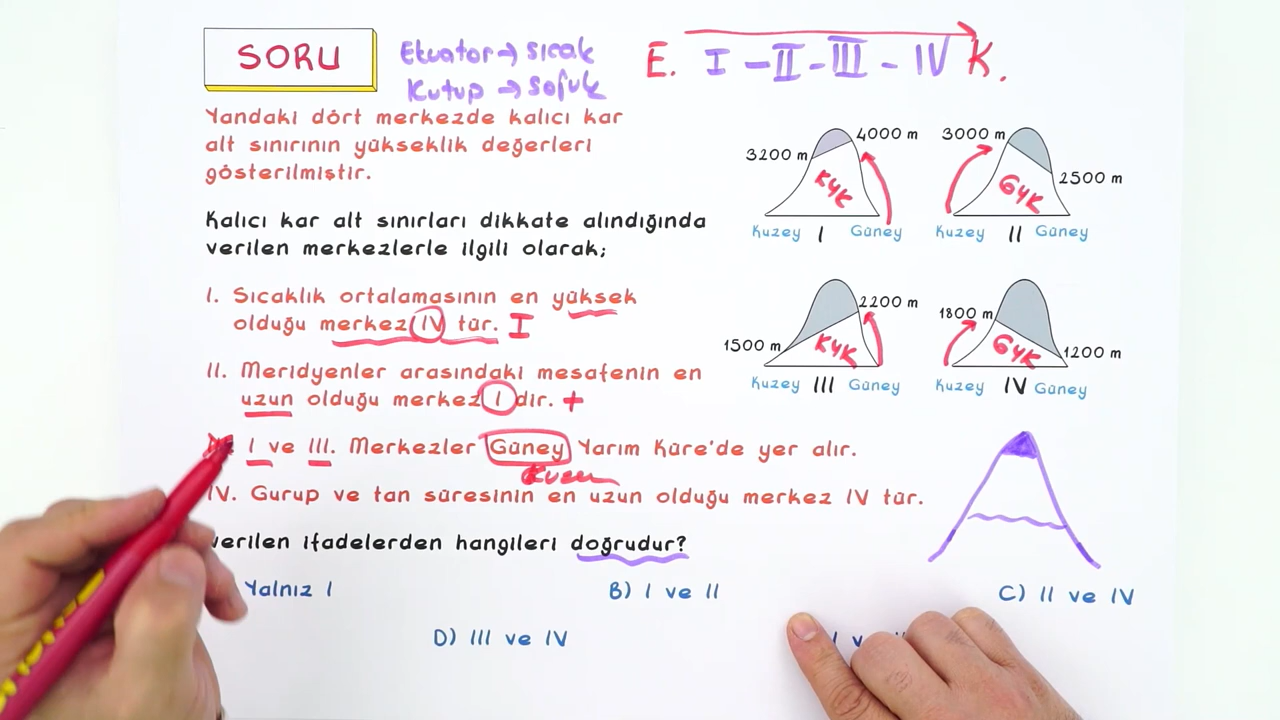 SORU
Ekvator → sıcak
Kutup → soğuk
E. I - II - III - IV K.
Yandaki dört merkezde kalıcı kar
alt sınırının yükseklik değerleri
gösterilmiştir.
Kalıcı kar alt sınırları dikkate alındığında
verilen merkezlerle ilgili olarak;
I. Sıcaklık ortalamasının en yüksek
olduğu merkez IV tür. I
II. Meridyenler arasındaki mesafenin en
uzun olduğu merkez I dir. +
I ve III. Merkezler Güney Yarım Küre'de yer alır.
IV. Gurup ve tan süresinin en uzun olduğu merkez IV tür.
verilen ifadelerden hangileri doğrudur?
Yalnız I
B) I ve II
C) II ve IV
D) III ve IV
3200 m
4000 m
KYK
Kuzey I Güney
3000 m
2500 m
GYK
Kuzey II Güney
1500 m
2200 m
KYK
Kuzey III Güney
1800 m
1200 m
GYK
Kuzey IV Güney